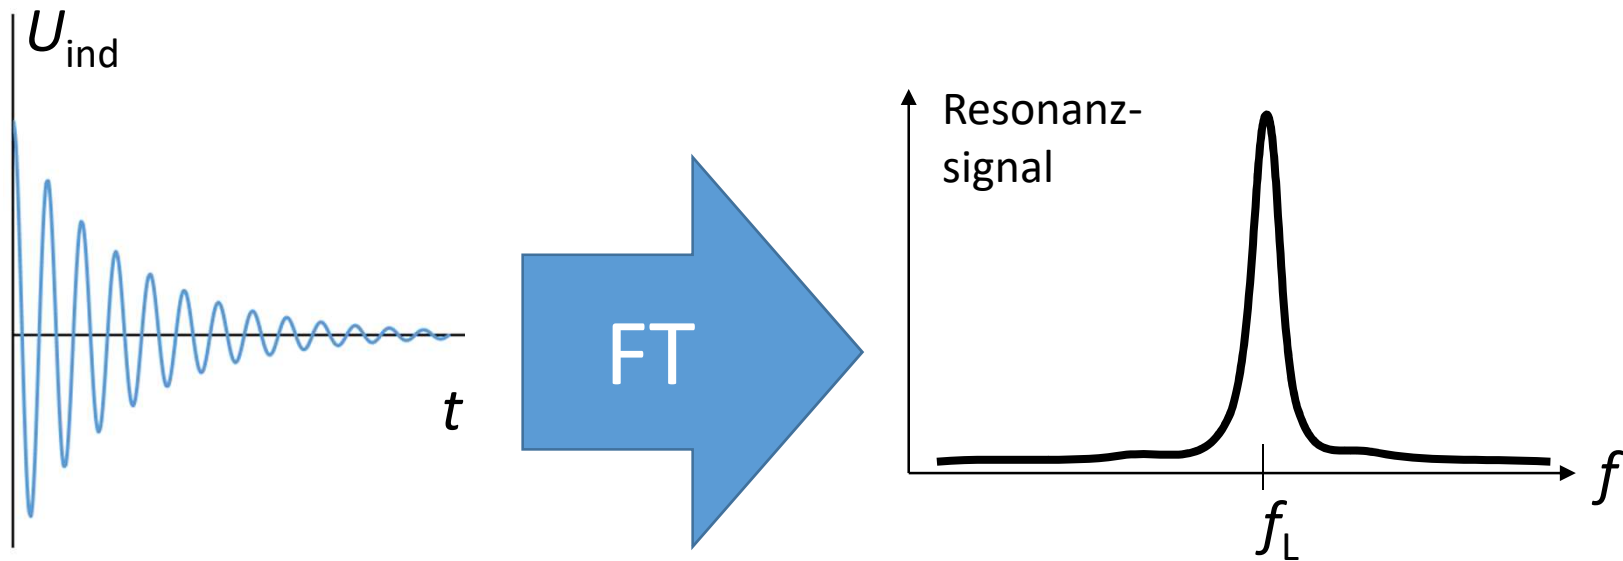 U_ind
t
FT
Resonanz-
signal
f
f_L